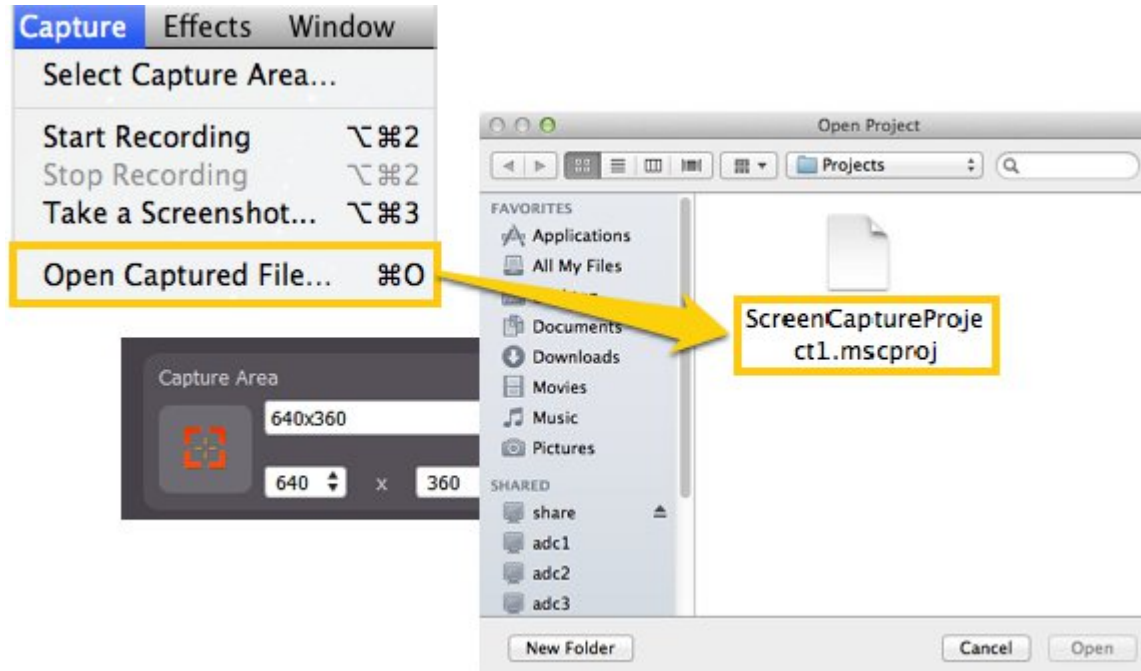 Capture Effects Window
Select Capture Area...
Start Recording ⌥⌘2
Stop Recording ⌥⌘2
Take a Screenshot... ⌥⌘3
Open Captured File... ⌘O
Capture Area
640x360
640 x 360
Open Project
Projects
FAVORITES
Applications
All My Files
Documents
Downloads
Movies
Music
Pictures
SHARED
share
adc1
adc2
adc3
ScreenCaptureProje
ct1.mscproj
New Folder Cancel Open